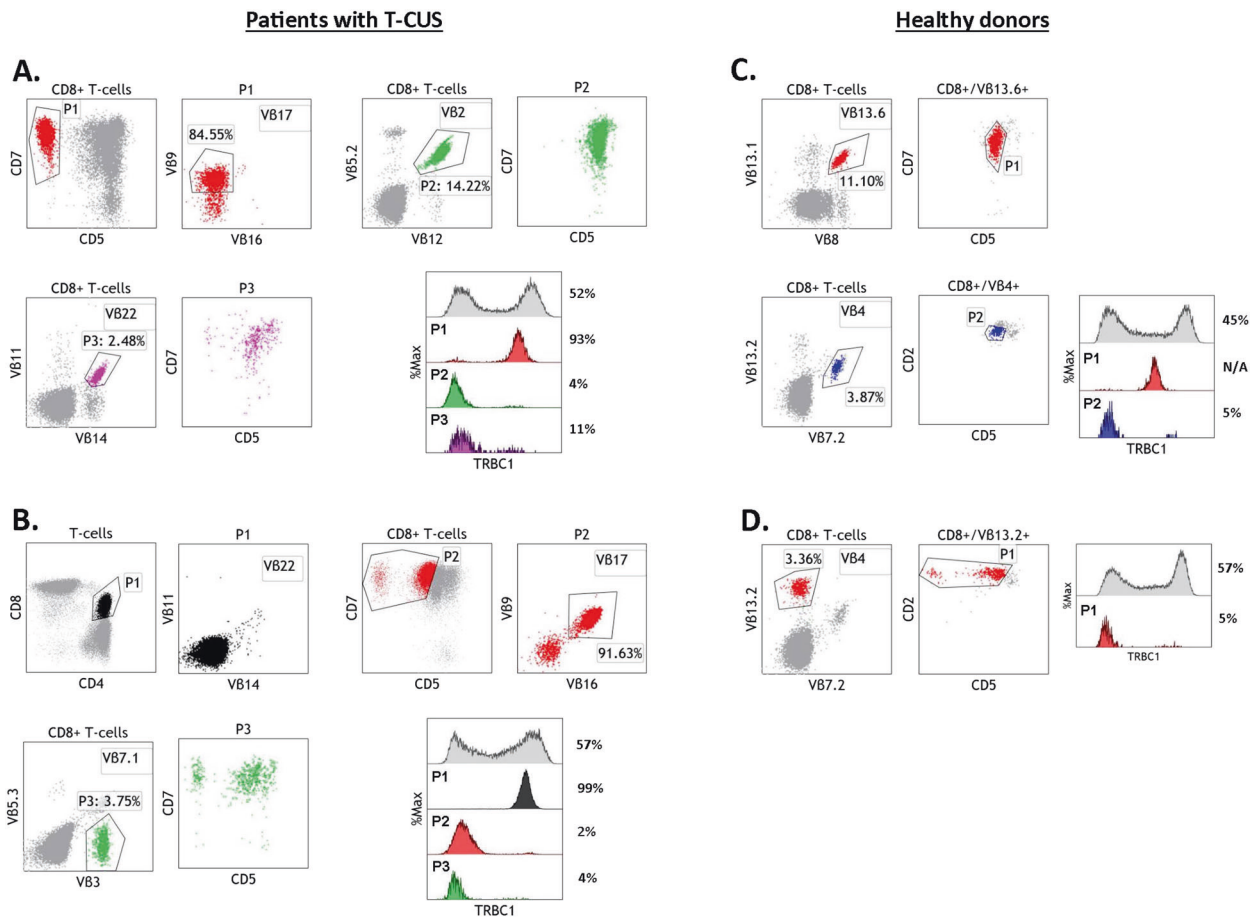 Patients with T-CUS
Healthy donors
A.
CD8+ T-cells
P1
CD7
CD5
P1
Vβ17
84.55%
Vβ9
Vβ16
CD8+ T-cells
Vβ2
Vβ5.2
P2: 14.22%
Vβ12
P2
CD7
CD5
CD8+ T-cells
Vβ22
P3: 2.48%
Vβ11
Vβ14
P3
CD7
CD5
%Max
52%
P1
93%
P2
4%
P3
11%
TRBC1
B.
T-cells
P1
CD8
CD4
P1
Vβ22
Vβ11
Vβ14
CD8+ T-cells
P2
CD7
CD5
P2
Vβ17
Vβ9
91.63%
Vβ16
CD8+ T-cells
Vβ7.1
P3: 3.75%
Vβ5.3
Vβ3
P3
CD7
CD5
%Max
57%
P1
99%
P2
2%
P3
4%
TRBC1
C.
CD8+ T-cells
Vβ13.6
Vβ13.1
11.10%
Vβ8
CD8+/Vβ13.6+
CD7
P1
CD5
CD8+ T-cells
Vβ4
Vβ13.2
3.87%
Vβ7.2
CD8+/Vβ4+
P2
CD2
CD5
%Max
45%
P1
N/A
P2
5%
TRBC1
D.
CD8+ T-cells
3.36%
Vβ4
Vβ13.2
Vβ7.2
CD8+/Vβ13.2+
P1
CD2
CD5
%Max
57%
P1
5%
TRBC1